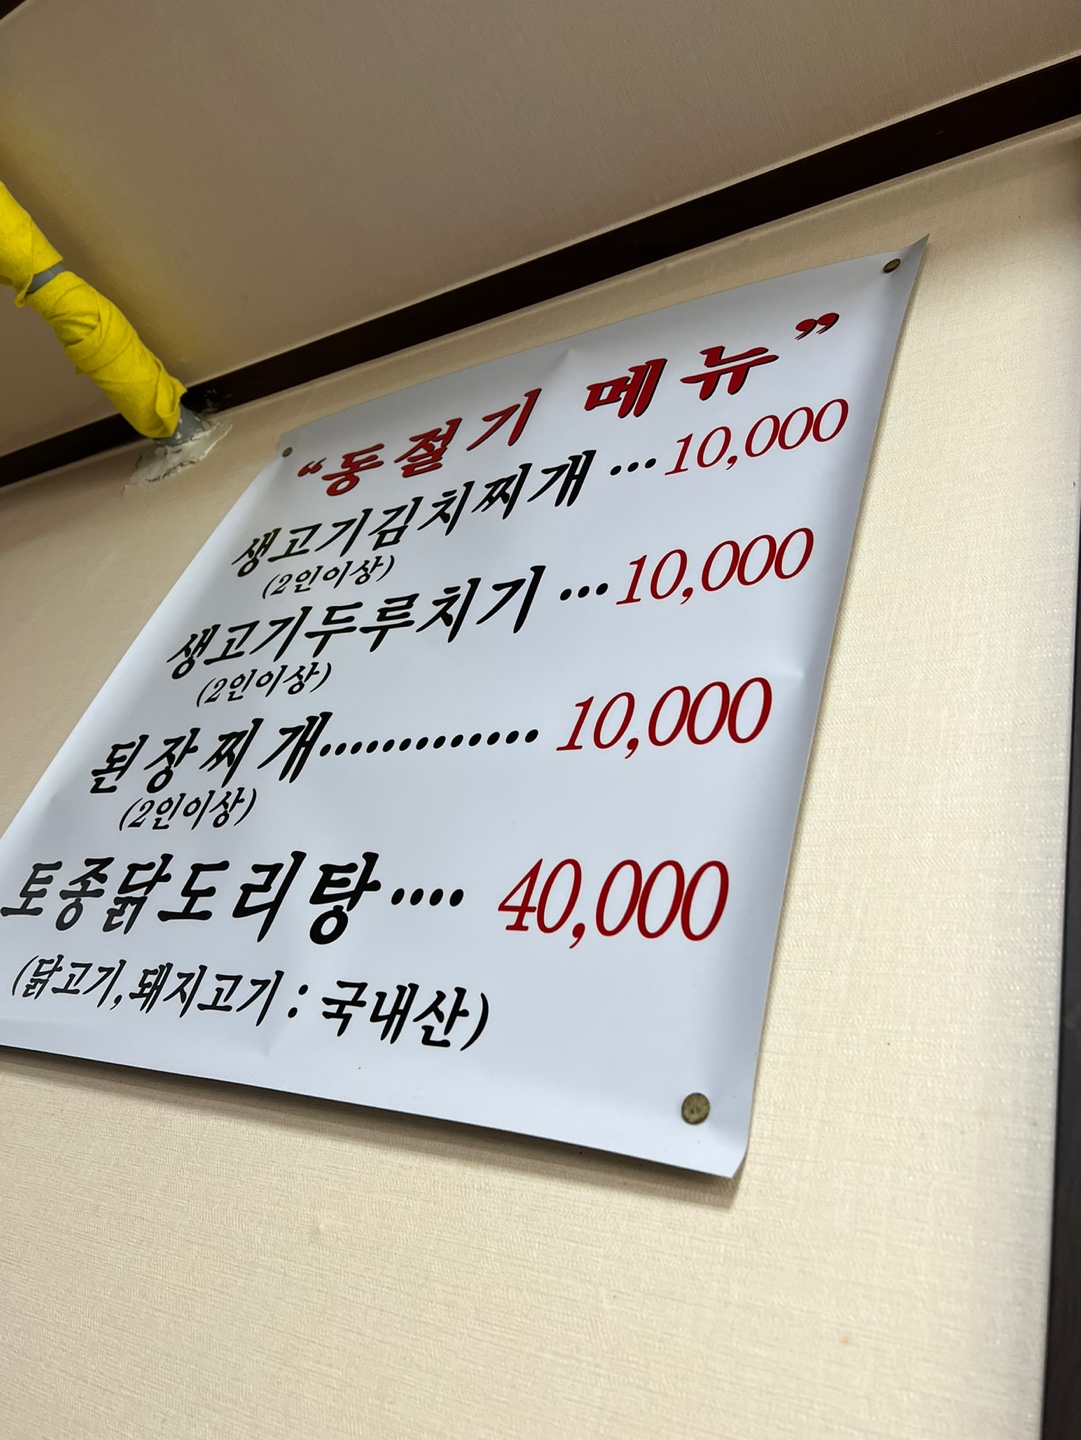 “동절기 메뉴”
생고기김치찌개 ...10,000
(2인이상)
생고기두루치기 ...10,000
(2인이상)
된장찌개............. 10,000
(2인이상)
토종닭도리탕.... 40,000
(닭고기,돼지고기 : 국내산)